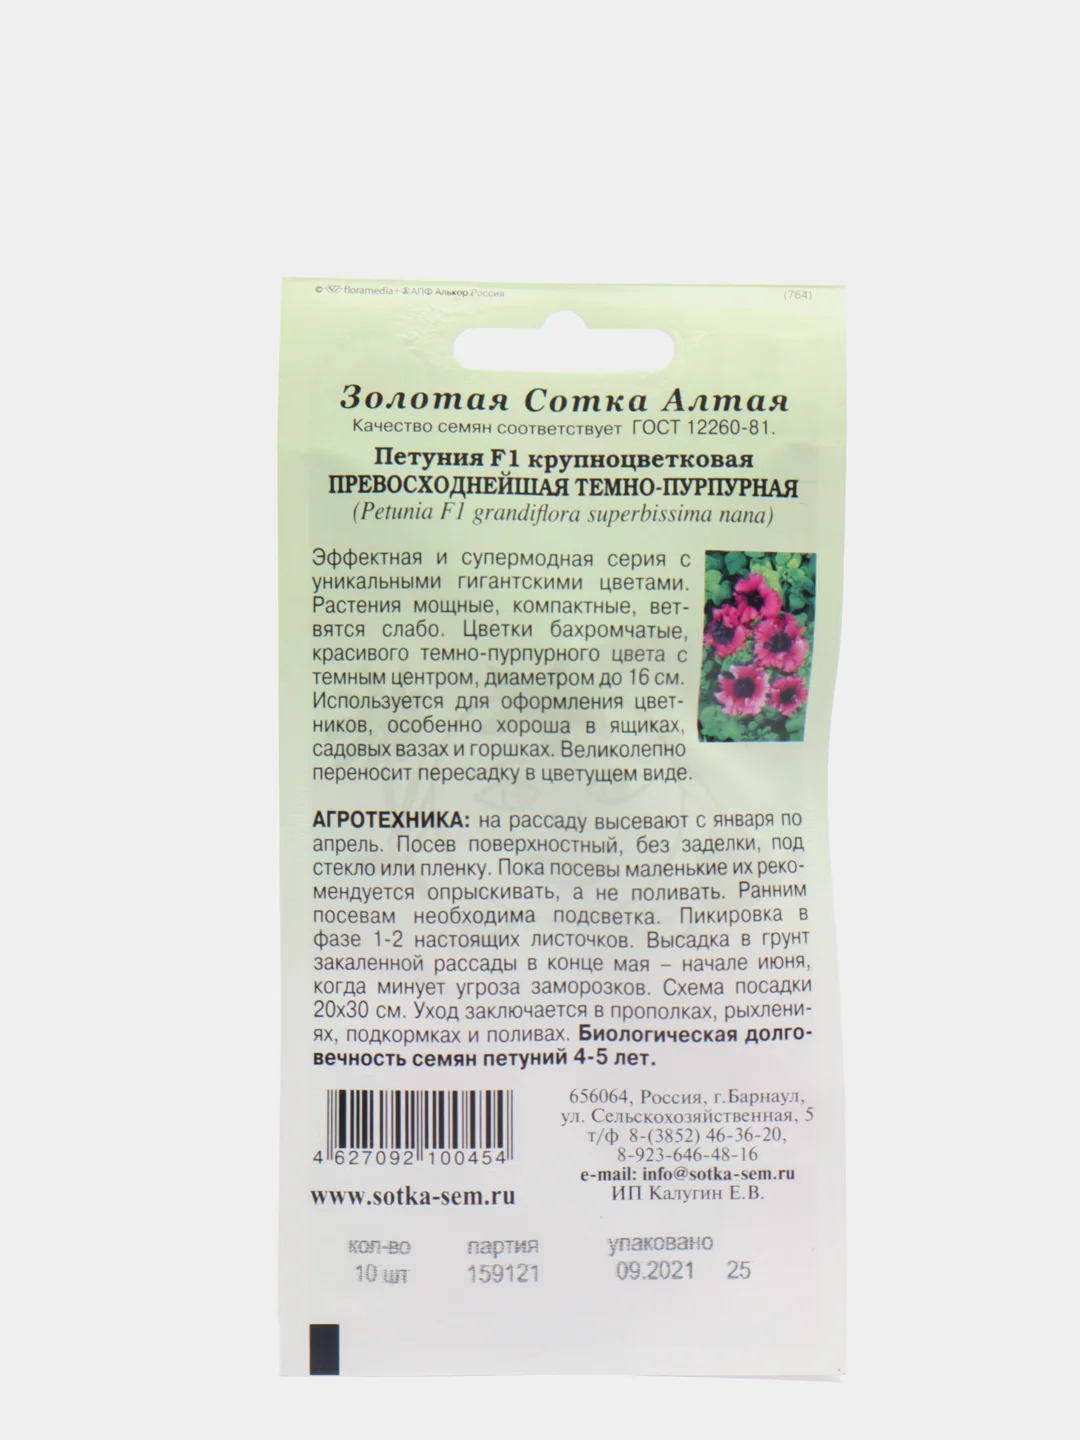 © floramedia + АПФ Алькор Россия
(764)
Золотая Сотка Алтая
Качество семян соответствует ГОСТ 12260-81.
Петуния F1 крупноцветковая
ПРЕВОСХОДНЕЙШАЯ ТЕМНО-ПУРПУРНАЯ
(Petunia F1 grandiflora superbissima nana)
Эффектная и супермодная серия с
уникальными гигантскими цветами.
Растения мощные, компактные, вет-
вятся слабо. Цветки бахромчатые,
красивого темно-пурпурного цвета с
темным центром, диаметром до 16 см.
Используется для оформления цвет-
ников, особенно хороша в ящиках,
садовых вазах и горшках. Великолепно
переносит пересадку в цветущем виде.
АГРОТЕХНИКА: на рассаду высевают с января по
апрель. Посев поверхностный, без заделки, под
стекло или пленку. Пока посевы маленькие их реко-
мендуется опрыскивать, а не поливать. Ранним
посевам необходима подсветка. Пикировка в
фазе 1-2 настоящих листочков. Высадка в грунт
закаленной рассады в конце мая – начале июня,
когда минует угроза заморозков. Схема посадки
20х30 см. Уход заключается в прополках, рыхлени-
ях, подкормках и поливах. Биологическая долго-
вечность семян петуний 4-5 лет.
4 627092 100454
www.sotka-sem.ru
656064, Россия, г.Барнаул,
ул. Сельскохозяйственная, 5
т/ф 8-(3852) 46-36-20,
8-923-646-48-16
e-mail: info@sotka-sem.ru
ИП Калугин Е.В.
кол-во партия упаковано
10 шт 159121 09.2021 25